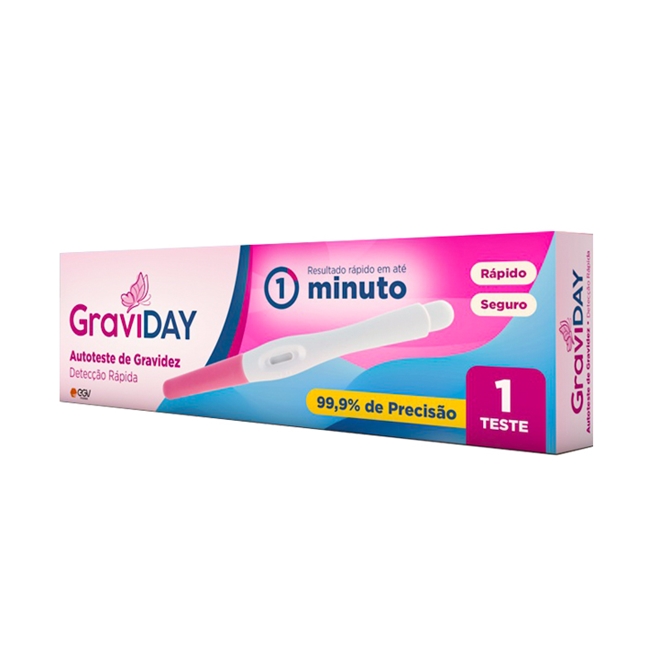 GraviDAY
Autoteste de Gravidez
Detecção Rápida
Resultado rápido em até
1 minuto
Rápido
Seguro
99,9% de Precisão
1
TESTE
GraviDAY
Autoteste de Gravidez • Detecção Rápida